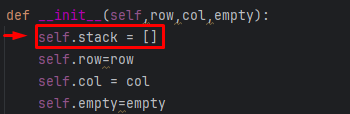 def __init__(self,row,col,empty):
self.stack = []
self.row=row
self.col = col
self.empty=empty